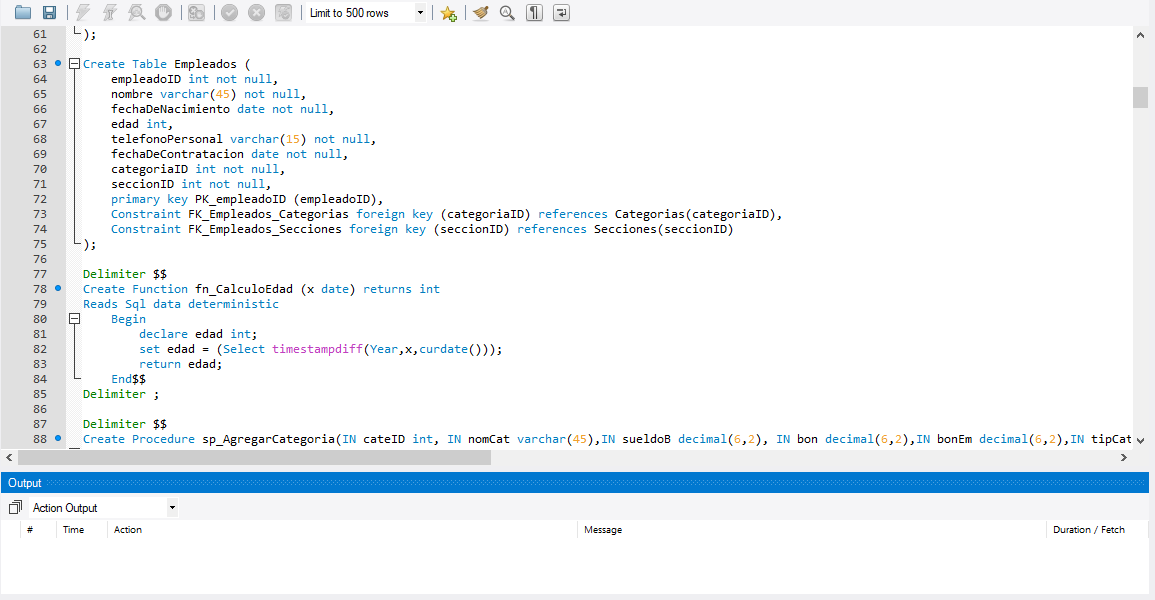 Limit to 500 rows
61 );
62
63 Create Table Empleados (
64 empleadoID int not null,
65 nombre varchar(45) not null,
66 fechaDeNacimiento date not null,
67 edad int,
68 telefonoPersonal varchar(15) not null,
69 fechaDeContratacion date not null,
70 categoriaID int not null,
71 seccionID int not null,
72 primary key PK_empleadoID (empleadoID),
73 Constraint FK_Empleados_Categorias foreign key (categoriaID) references Categorias(categoriaID),
74 Constraint FK_Empleados_Secciones foreign key (seccionID) references Secciones(seccionID)
75 );
76
77 Delimiter $$
78 Create Function fn_CalculoEdad (x date) returns int
79 Reads Sql data deterministic
80 Begin
81 declare edad int;
82 set edad = (Select timestampdiff(Year,x,curdate()));
83 return edad;
84 End$$
85 Delimiter ;
86
87 Delimiter $$
88 Create Procedure sp_AgregarCategoria(IN cateID int, IN nomCat varchar(45),IN sueldoB decimal(6,2), IN bon decimal(6,2),IN bonEm decimal(6,2),IN tipCat
Output
Action Output
# Time Action Message Duration / Fetch